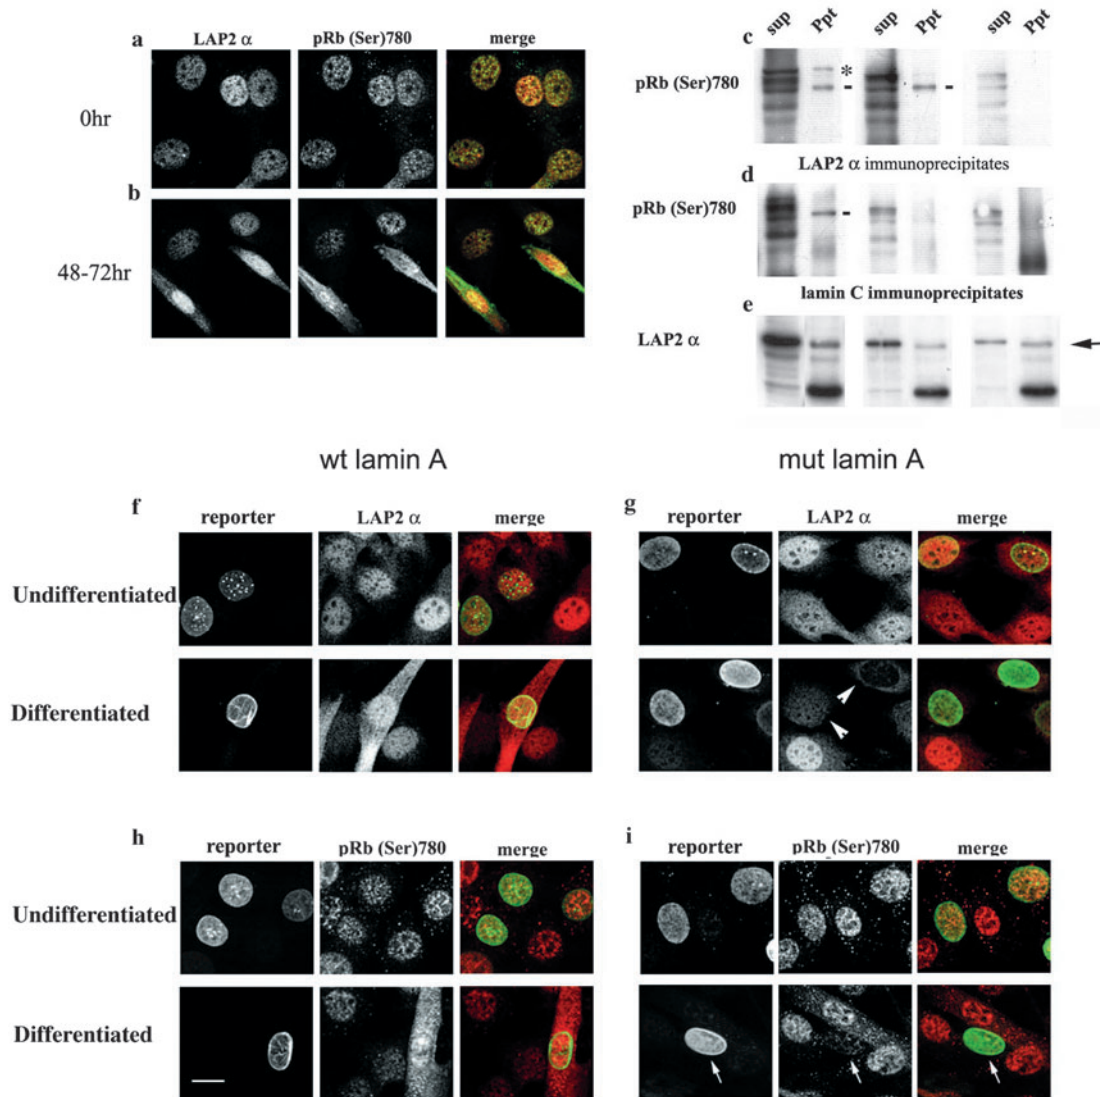 a
LAP2 α pRb (Ser)780 merge
0hr
b
48-72hr
sup Ppt sup Ppt sup Ppt
c
pRb (Ser)780
*
- -
LAP2 α immunoprecipitates
d
pRb (Ser)780
-
lamin C immunoprecipitates
e
LAP2 α
wt lamin A
mut lamin A
f
reporter LAP2 α merge
Undifferentiated
Differentiated
g
reporter LAP2 α merge
h
reporter pRb (Ser)780 merge
Undifferentiated
Differentiated
i
reporter pRb (Ser)780 merge